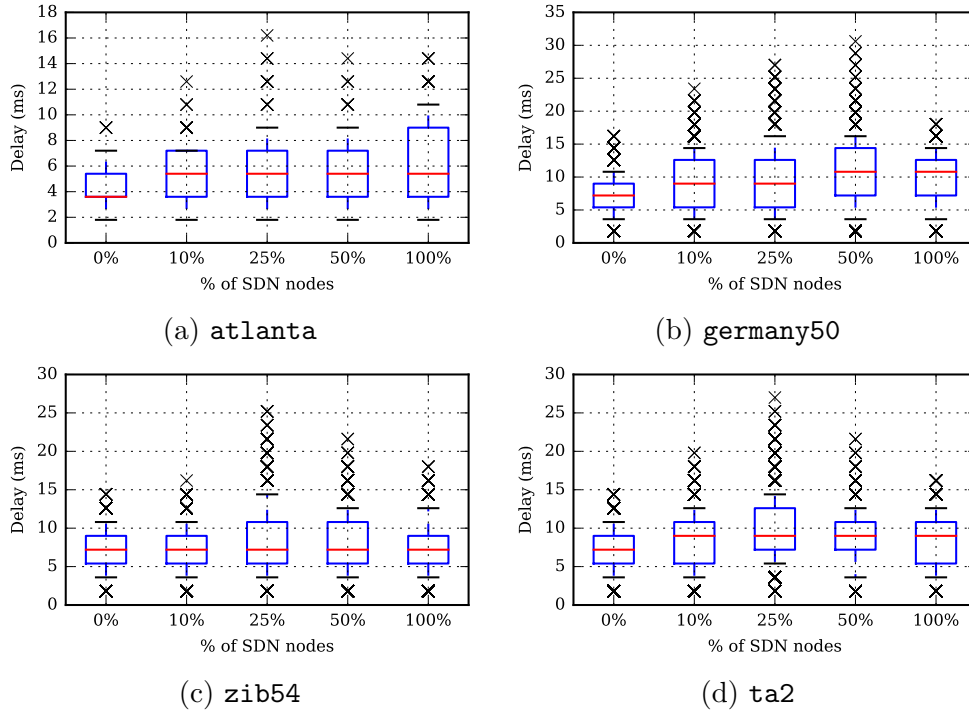 18
16
14
12
10
8
6
4
2
0
Delay (ms)
0% 10% 25% 50% 100%
% of SDN nodes
(a) atlanta
35
30
25
20
15
10
5
0
Delay (ms)
0% 10% 25% 50% 100%
% of SDN nodes
(b) germany50
30
25
20
15
10
5
0
Delay (ms)
0% 10% 25% 50% 100%
% of SDN nodes
(c) zib54
30
25
20
15
10
5
0
Delay (ms)
0% 10% 25% 50% 100%
% of SDN nodes
(d) ta2